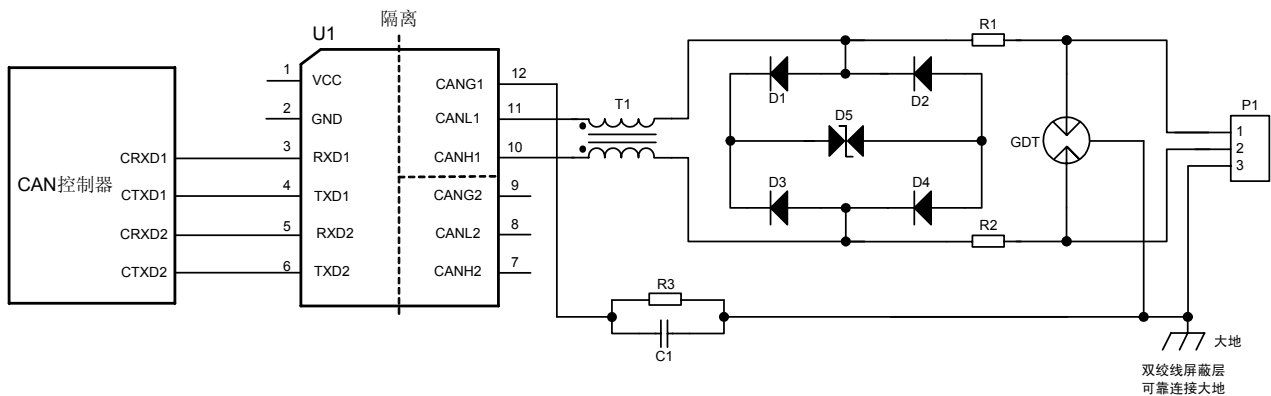 隔离
U1
CAN控制器
CRXD1
CTXD1
CRXD2
CTXD2
1
2
3
4
5
6
VCC
GND
RXD1
TXD1
RXD2
TXD2
CANG1
CANL1
CANH1
CANG2
CANL2
CANH2
12
11
10
9
8
7
T1
D1
D2
D5
D3
D4
R1
R2
GDT
P1
1
2
3
R3
C1
大地
双绞线屏蔽层
可靠连接大地